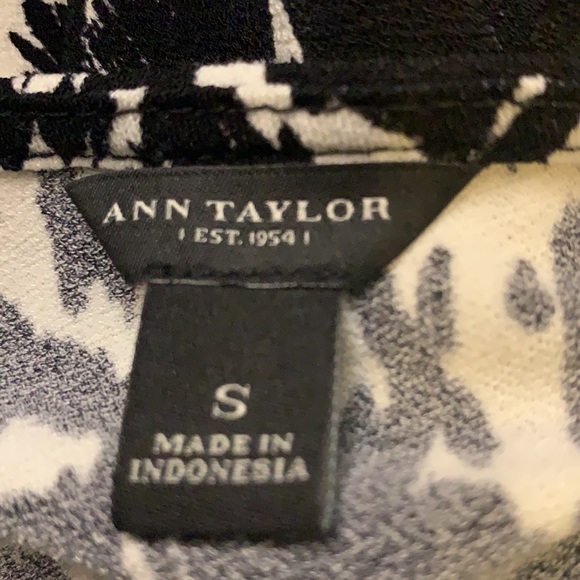 ANN TAYLOR
| EST. 1954 |
S
MADE IN
INDONESIA